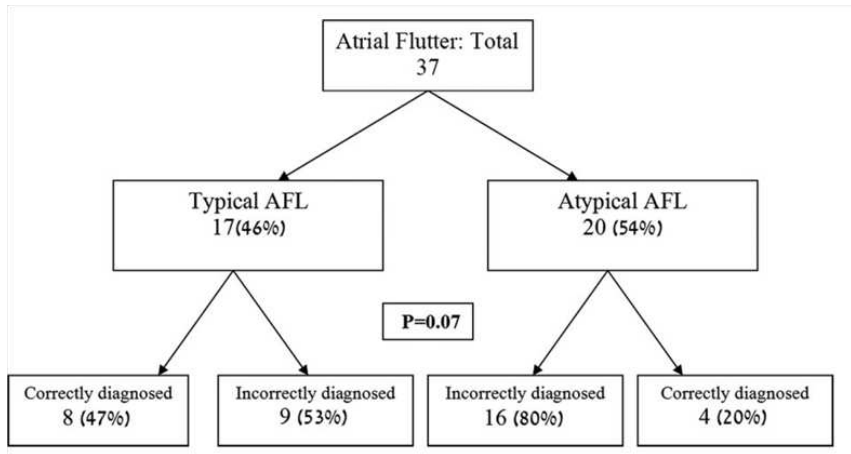 Atrial Flutter: Total
37
Typical AFL
17(46%)
Atypical AFL
20 (54%)
P=0.07
Correctly diagnosed
8 (47%)
Incorrectly diagnosed
9 (53%)
Incorrectly diagnosed
16 (80%)
Correctly diagnosed
4 (20%)